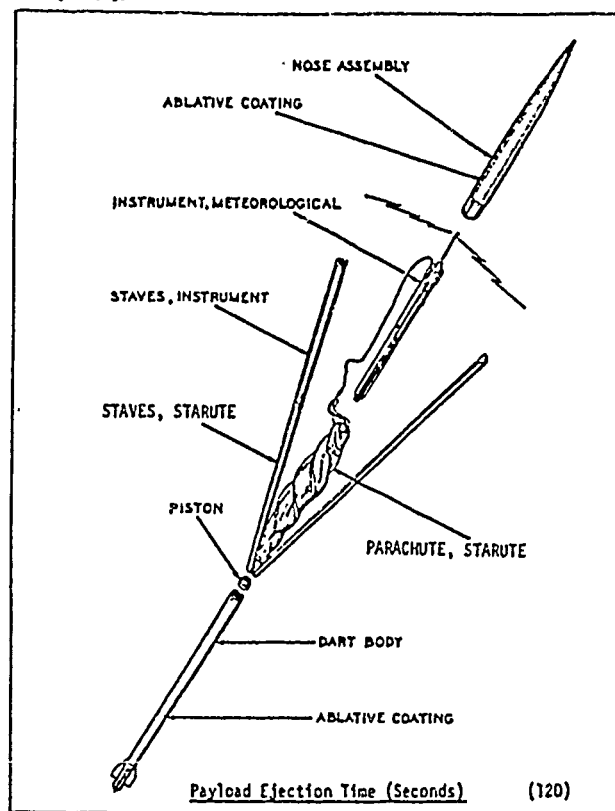 NOSE ASSEMBLY
ABLATIVE COATING
INSTRUMENT, METEOROLOGICAL
STAVES, INSTRUMENT
STAVES, STARUTE
PISTON
PARACHUTE, STARUTE
DART BODY
ABLATIVE COATING
Payload Ejection Time (Seconds) (120)